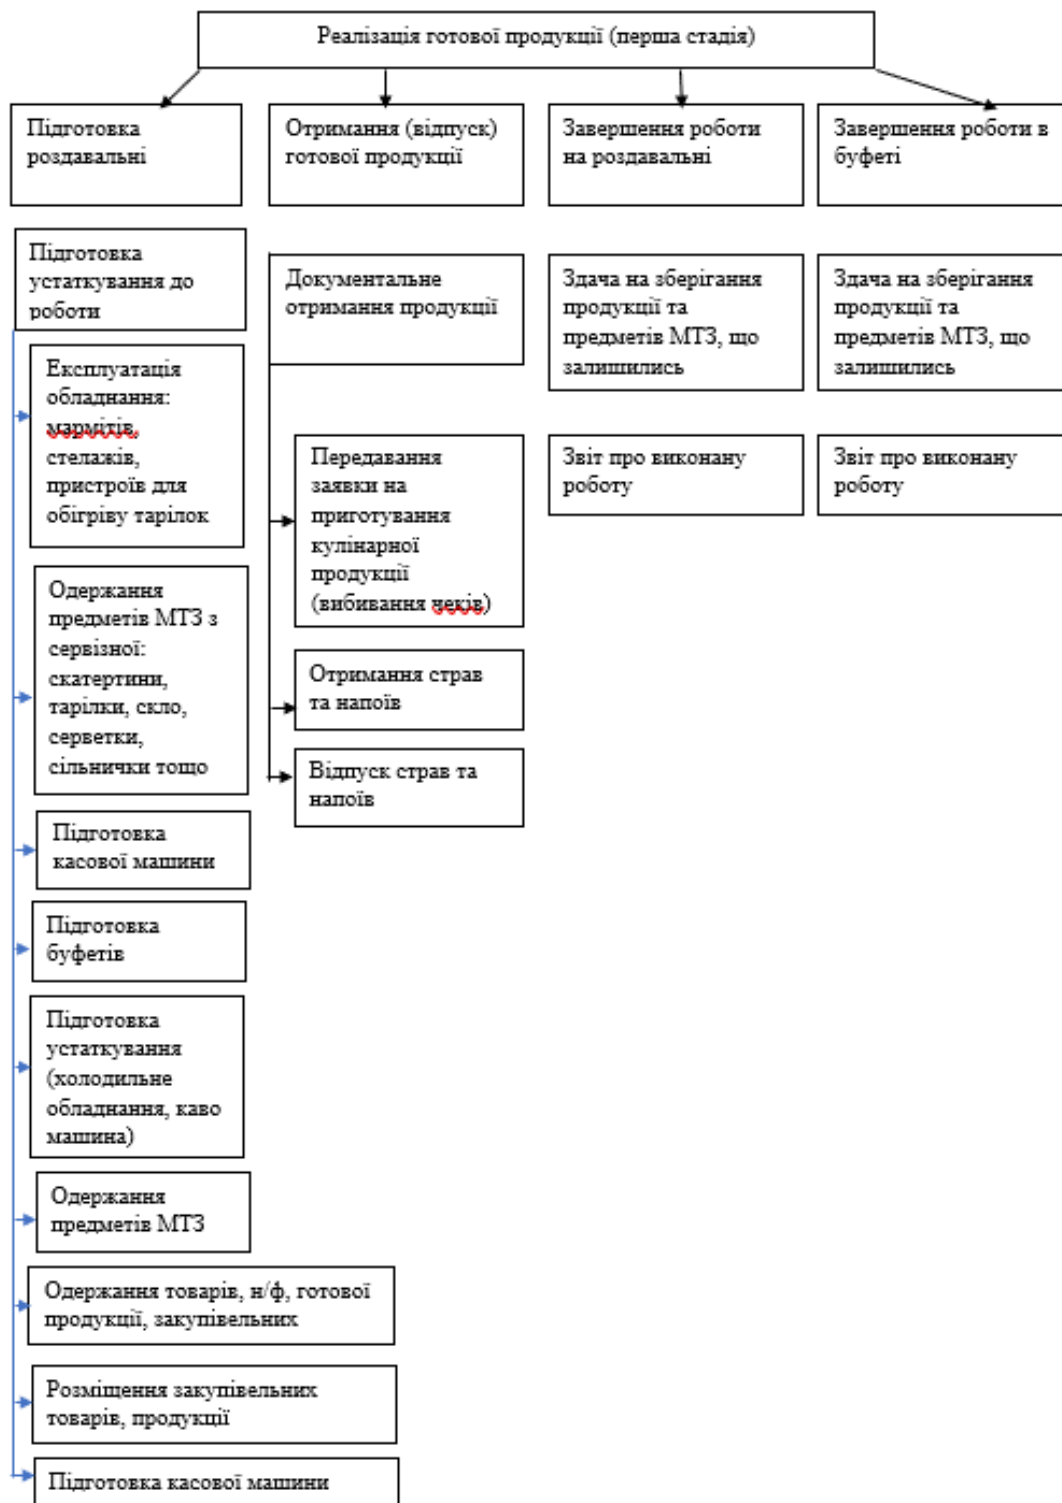 Реалізація готової продукції (перша стадія)
Підготовка
роздавальні
Отримання (відпуск)
готової продукції
Завершення роботи
на роздавальні
Завершення роботи в
буфеті
Підготовка
устаткування до
роботи
Експлуатація
обладнання:
мармітів,
стелажів,
пристроїв для
обігріву тарілок
Одержання
предметів МТЗ з
сервізної:
скатертини,
тарілки, скло,
серветки,
сільнички тощо
Підготовка
касової машини
Підготовка
буфетів
Підготовка
устаткування
(холодильне
обладнання, каво
машина)
Одержання
предметів МТЗ
Одержання товарів, н/ф, готової
продукції, закупівельних
Розміщення закупівельних
товарів, продукції
Підготовка касової машини
Документальне
отримання продукції
Передавання
заявки на
приготування
кулінарної
продукції
(вибивання чеків)
Отримання страв
та напоїв
Відпуск страв та
напоїв
Здача на зберігання
продукції та
предметів МТЗ, що
залишились
Звіт про виконану
роботу
Здача на зберігання
продукції та
предметів МТЗ, що
залишились
Звіт про виконану
роботу